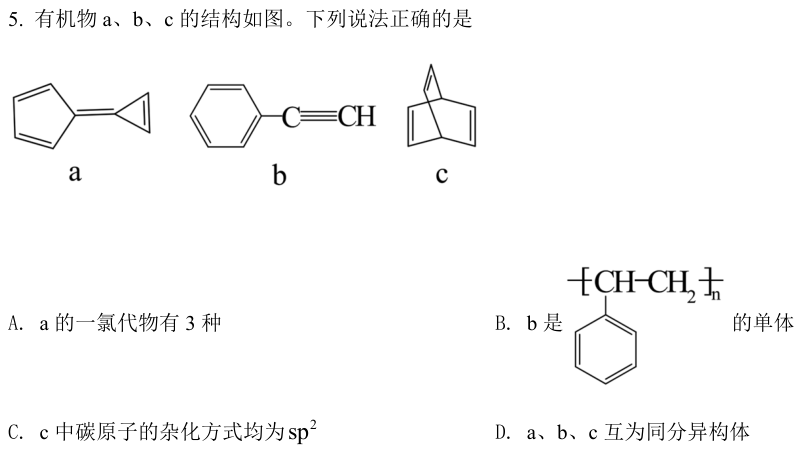 5. 有机物 a、b、c 的结构如图。下列说法正确的是
C≡CH
a
b
c
[CH-CH₂]n
A. a 的一氯代物有 3 种
B. b 是 的单体
C. c 中碳原子的杂化方式均为 sp²
D. a、b、c 互为同分异构体